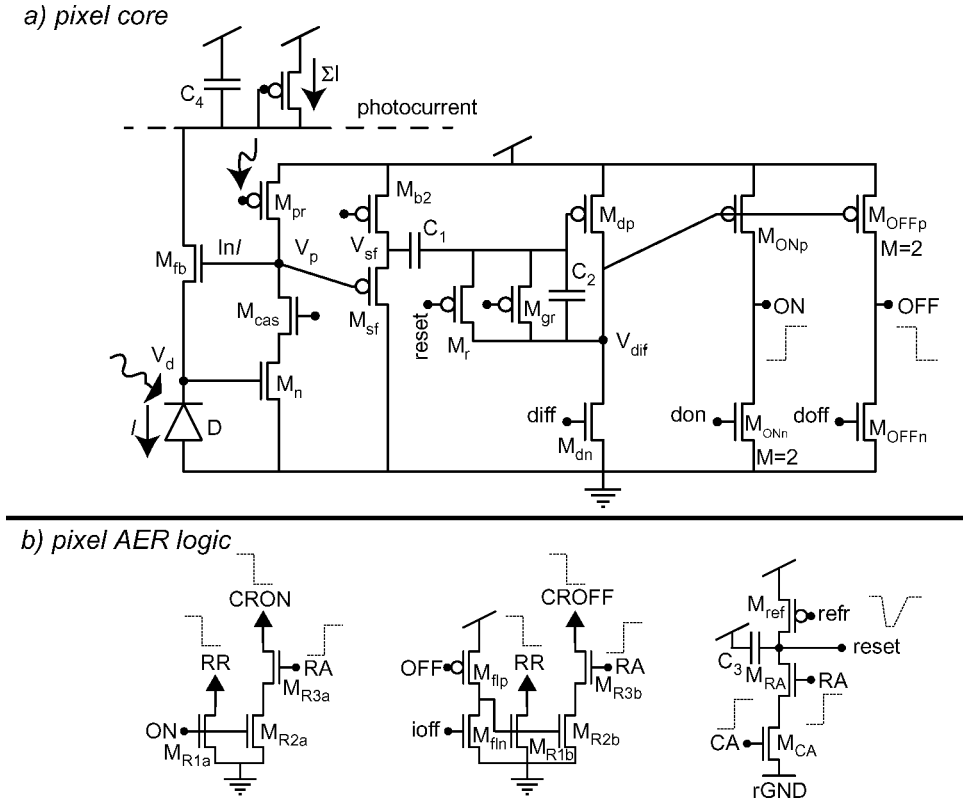 a) pixel core
C4
ΣI
photocurrent
Mpr
Mb2
Mfb
lnI
Vp
Vsf
C1
Mdp
C2
MONp
MOFFp
M=2
Mcas
Msf
reset
Mr
Mgr
Vdif
ON
OFF
Vd
Mn
I
D
diff
Mdn
don
MONn
M=2
doff
MOFFn
b) pixel AER logic
CRON
RR
RA
MR3a
ON
MR1a
MR2a
CROFF
OFF
Mflp
RR
RA
MR3b
ioff
Mfln
MR1b
MR2b
Mref
refr
C3
reset
MRA
RA
CA
MCA
rGND